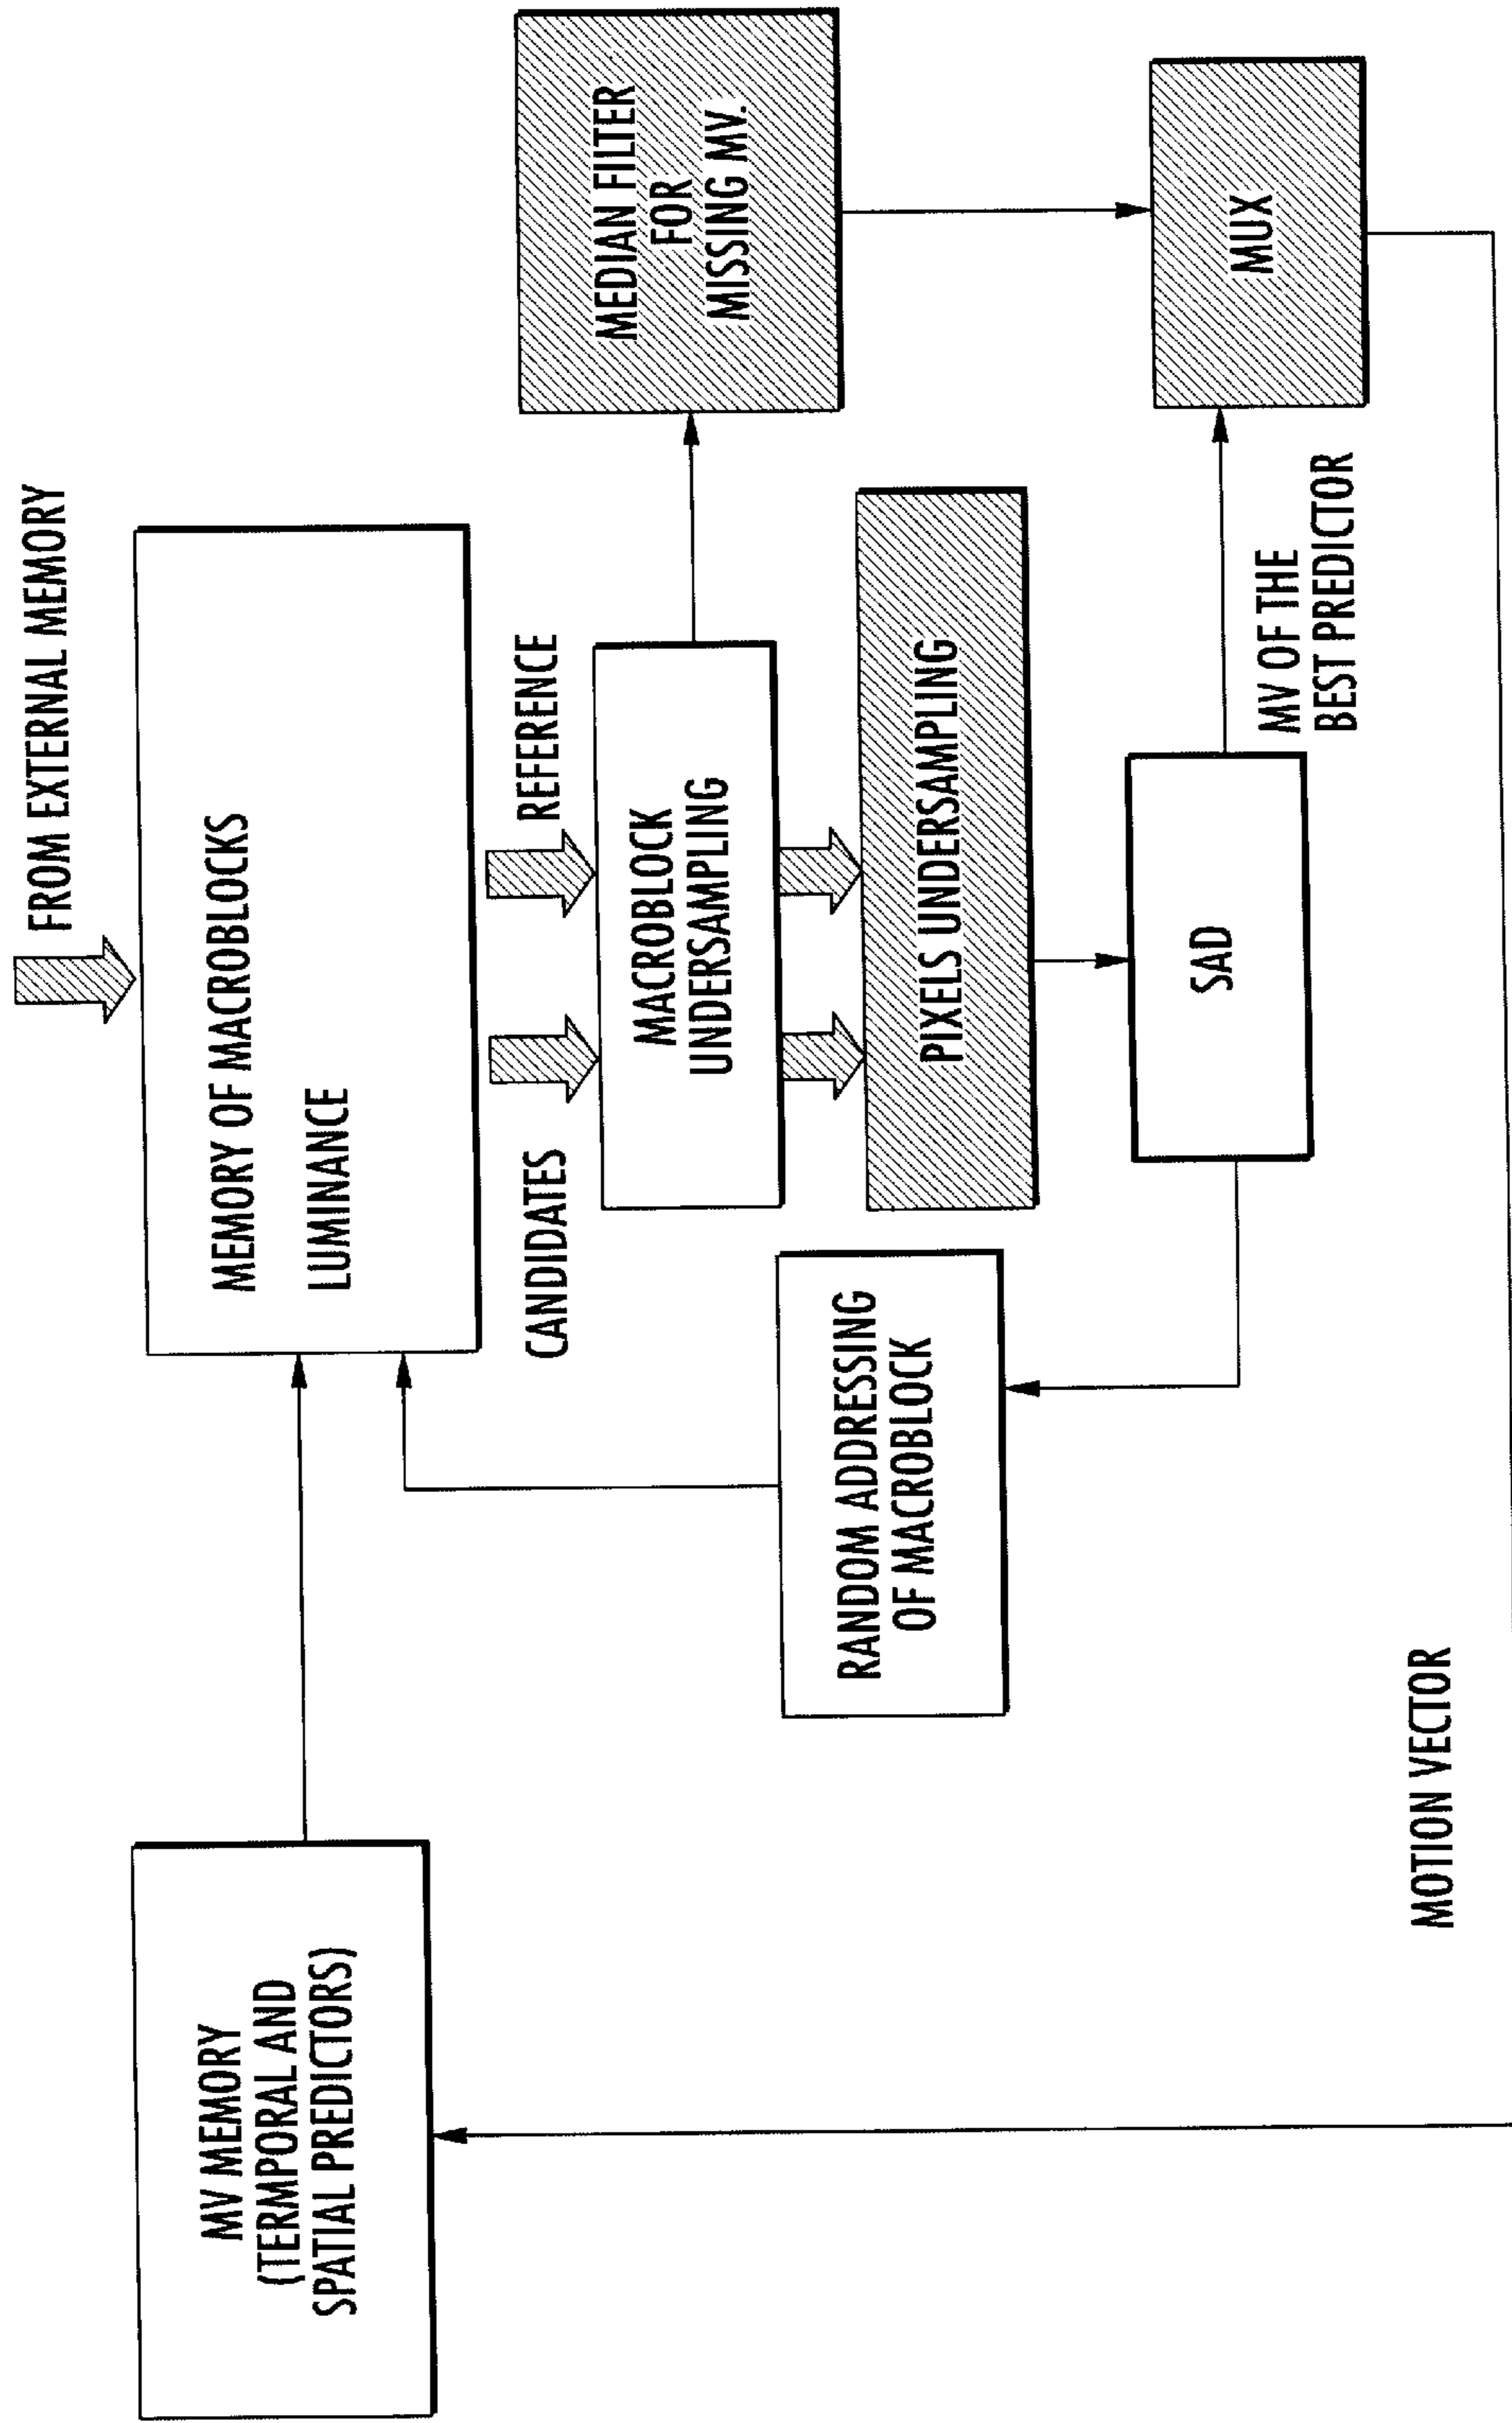 FROM EXTERNAL MEMORY
MV MEMORY
(TERMPORAL AND
SPATIAL PREDICTORS)
MEMORY OF MACROBLOCKS
LUMINANCE
CANDIDATES
REFERENCE
MACROBLOCK
UNDERSAMPLING
MEDIAN FILTER
FOR
MISSING MV.
RANDOM ADDRESSING
OF MACROBLOCK
PIXELS UNDERSAMPLING
SAD
MV OF THE
BEST PREDICTOR
MUX
MOTION VECTOR